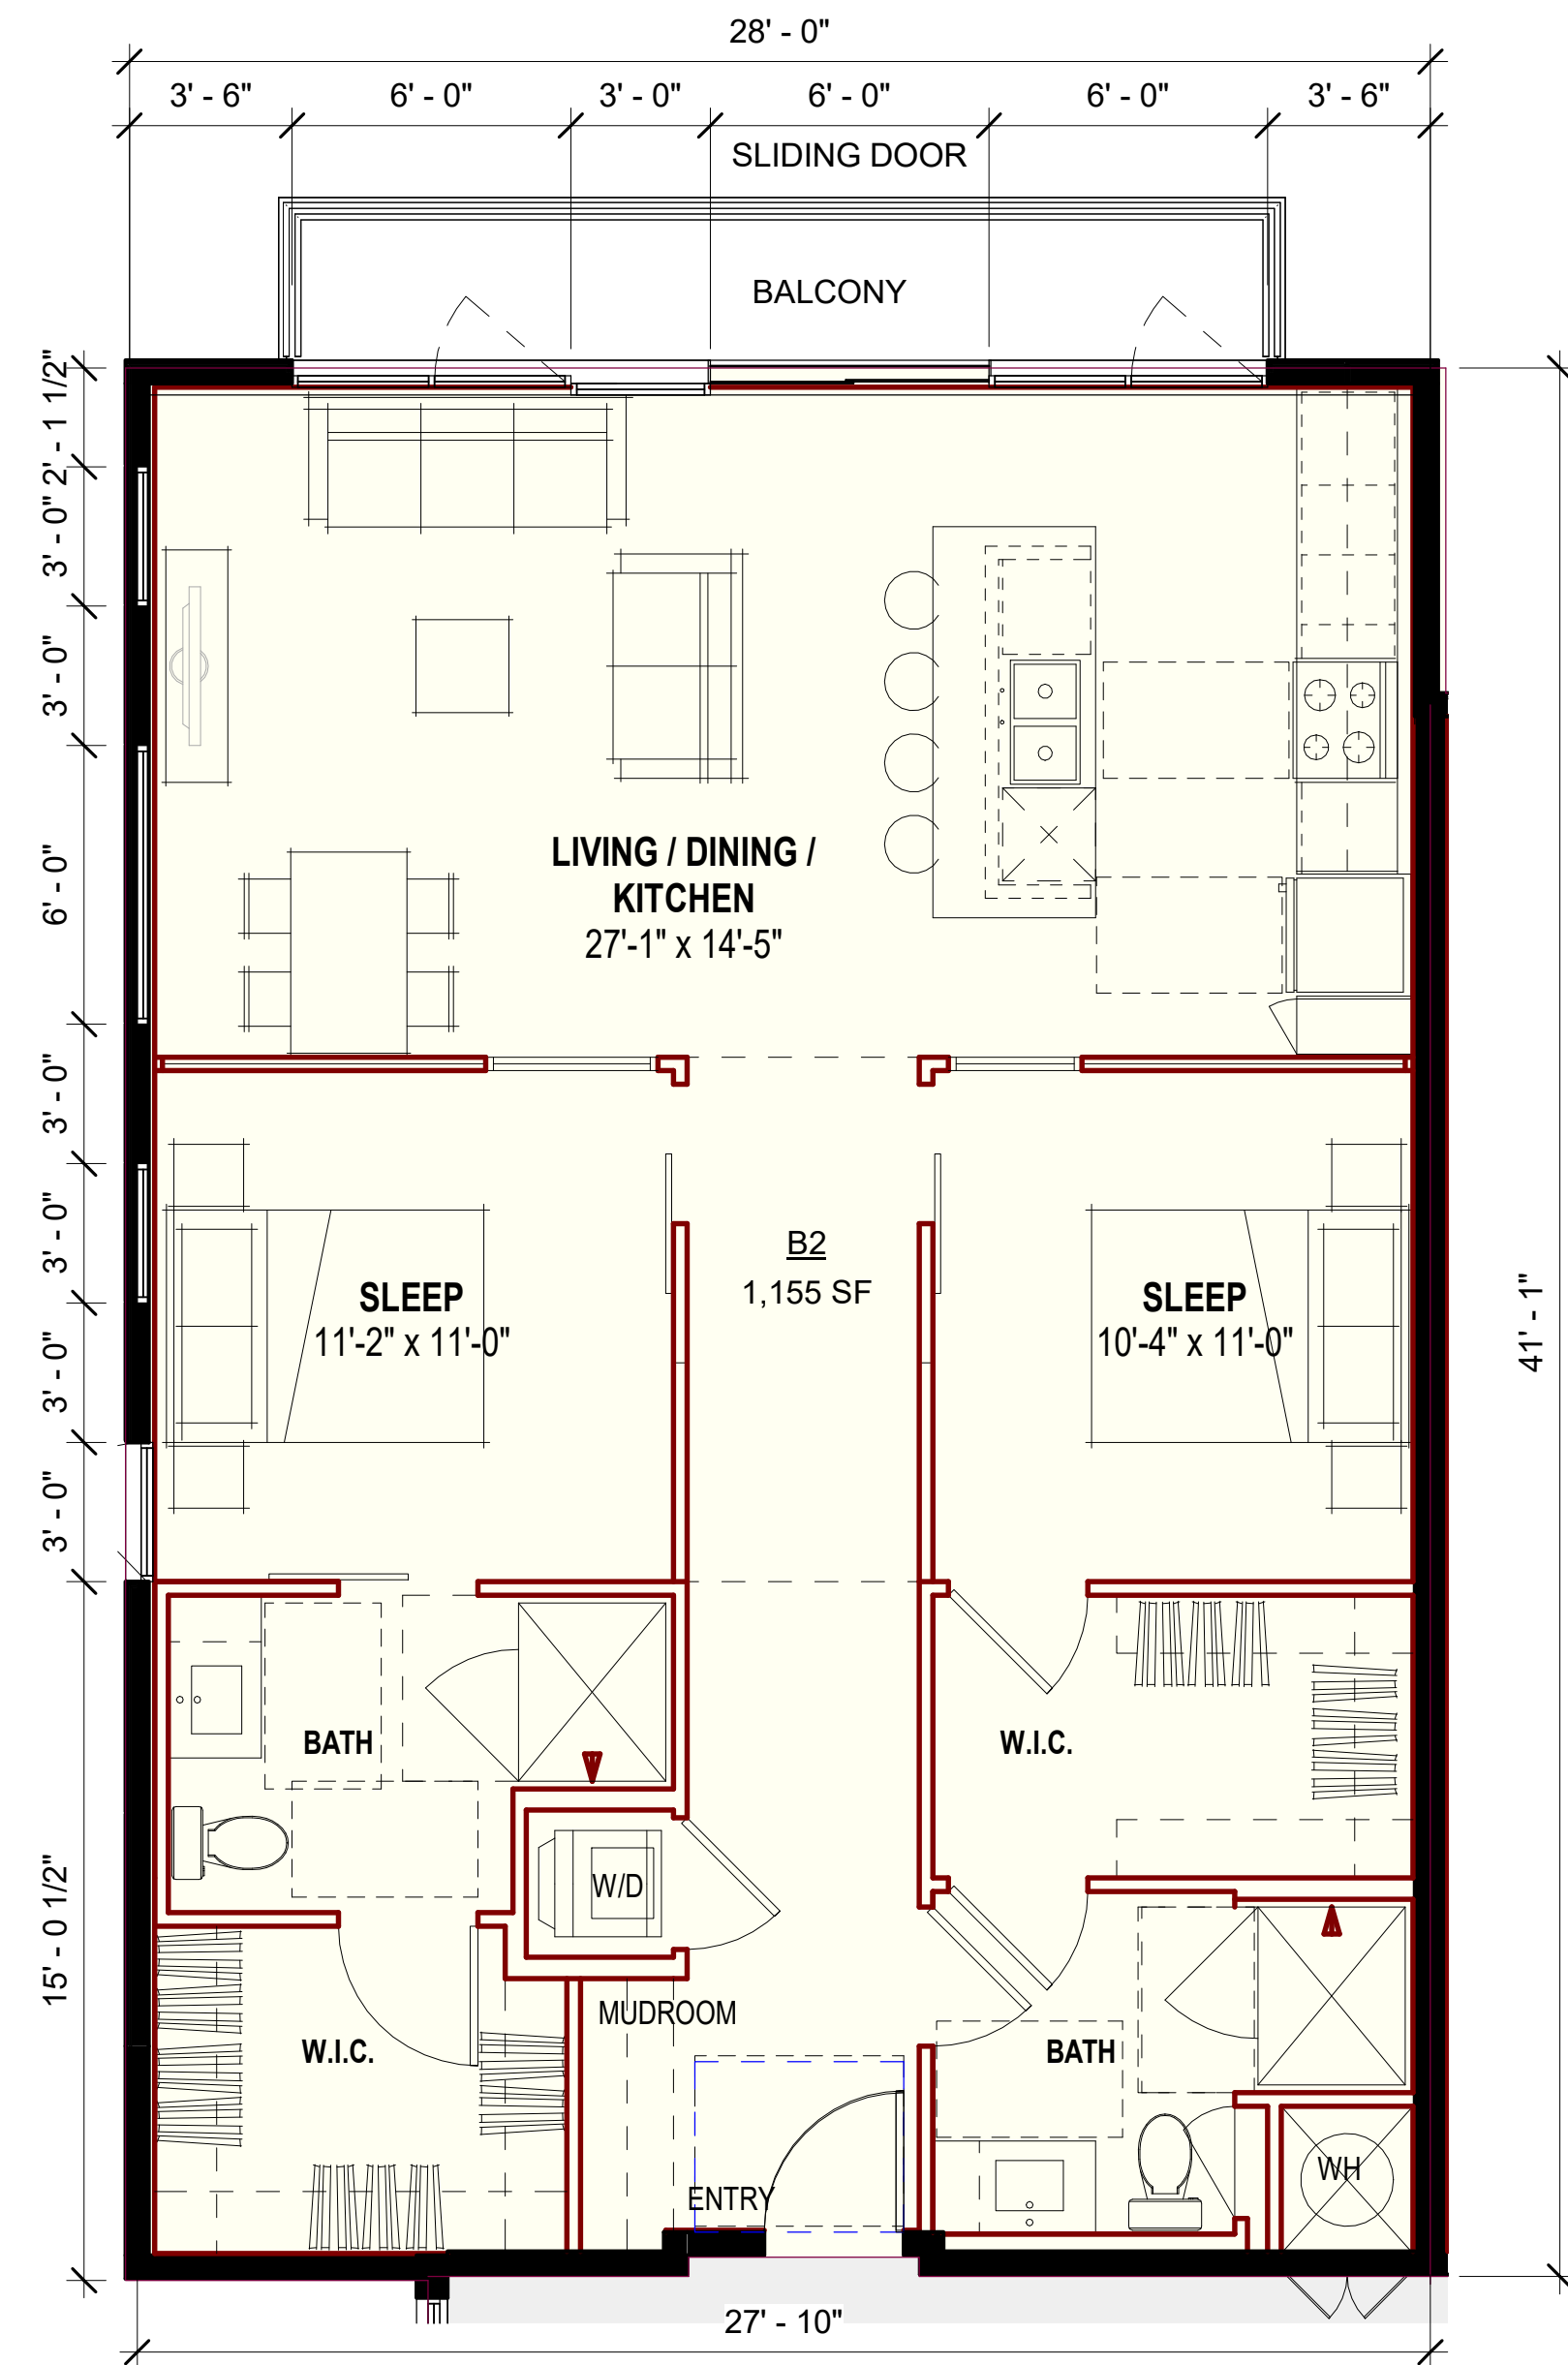 28' - 0"
3' - 6" 6' - 0" 3' - 0" 6' - 0" 6' - 0" 3' - 6"
SLIDING DOOR
BALCONY
2' - 1 1/2"
3' - 0"
3' - 0"
6' - 0"
3' - 0"
3' - 0"
3' - 0"
3' - 0"
15' - 0 1/2"
41' - 1"
LIVING / DINING /
KITCHEN
27'-1" x 14'-5"
B2
1,155 SF
SLEEP
11'-2" x 11'-0"
SLEEP
10'-4" x 11'-0"
BATH
W.I.C.
W/D
MUDROOM
W.I.C.
BATH
ENTRY
WH
27' - 10"